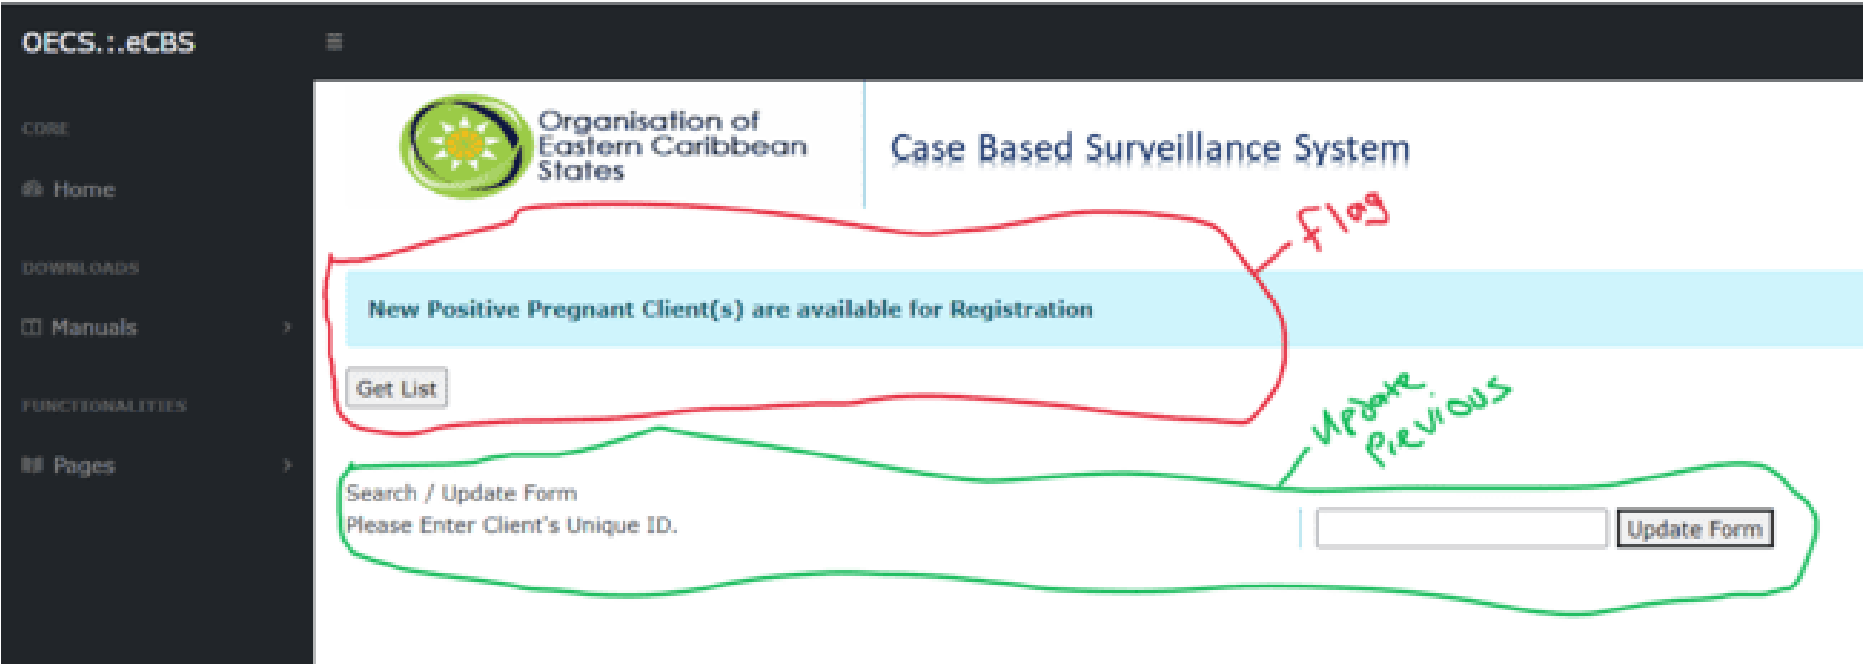 OECS.:.eCBS
CORE
Home
DOWNLOADS
Manuals
FUNCTIONALITIES
Pages
Organisation of
Eastern Caribbean
States
Case Based Surveillance System
Flag
New Positive Pregnant Client(s) are available for Registration
Get List
Update
Previous
Search / Update Form
Please Enter Client's Unique ID.
Update Form